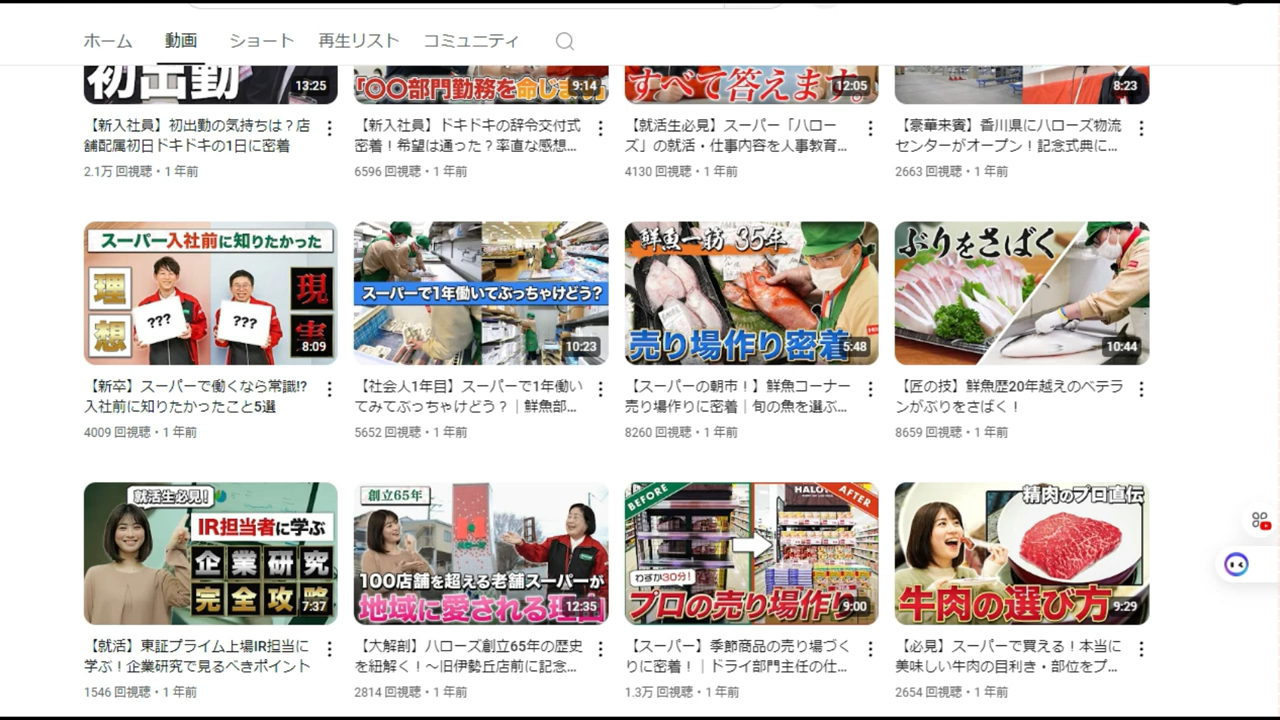 ホーム 動画 ショート 再生リスト コミュニティ
初出勤
13:25
「〇〇部門勤務を命じます」
9:14
すべて答えます。
12:05
8:23
【新入社員】初出勤の気持ちは？店
舗配属初日ドキドキの1日に密着
2.1万 回視聴・1 年前
【新入社員】ドキドキの辞令交付式
密着！希望は通った？率直な感想...
6596 回視聴・1 年前
【就活生必見】スーパー「ハロー
ズ」の就活・仕事内容を人事教育...
4130 回視聴・1 年前
【豪華来賓】香川県にハローズ物流
センターがオープン！記念式典に...
2663 回視聴・1 年前
スーパー入社前に知りたかった
理想
現実
???
???
8:09
スーパーで1年働いてぶっちゃけどう？
10:23
鮮魚一筋 35年
売り場作り密着
5:48
ぶりをさばく
10:44
【新卒】スーパーで働くなら常識!?
入社前に知りたかったこと5選
4009 回視聴・1 年前
【社会人1年目】スーパーで1年働い
てみてぶっちゃけどう？｜鮮魚部...
5652 回視聴・1 年前
【スーパーの朝市！】鮮魚コーナー
売り場作りに密着｜旬の魚を選ぶ...
8260 回視聴・1 年前
【匠の技】鮮魚歴20年越えのベテラ
ンがぶりをさばく！
8659 回視聴・1 年前
就活生必見！
IR担当者に学ぶ
企業研究
完全攻略
7:37
創立65年
100店舗を超える老舗スーパーが
地域に愛される理由
12:35
BEFORE
AFTER
わずか30分！
プロの売り場作り
9:00
精肉のプロ直伝
牛肉の選び方
9:29
【就活】東証プライム上場IR担当に
学ぶ！企業研究で見るべきポイント
1546 回視聴・1 年前
【大解剖】ハローズ創立65年の歴史
を紐解く！～旧伊勢丘店前に記念...
2814 回視聴・1 年前
【スーパー】季節商品の売り場づく
りに密着！｜ドライ部門主任の仕...
1.3万 回視聴・1 年前
【必見】スーパーで買える！本当に
美味しい牛肉の目利き・部位をプ...
2654 回視聴・1 年前